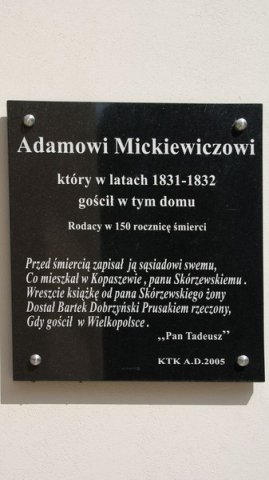 Adamowi Mickiewiczowi
który w latach 1831-1832
gościł w tym domu
Rodacy w 150 rocznicę śmierci
Przed śmiercią zapisał ją sąsiadowi swemu,
Co mieszkał w Kopaszewie , panu Skórzewskiemu .
Wreszcie książkę od pana Skórzewskiego żony
Dostał Bartek Dobrzyński Prusakiem rzeczony,
Gdy gościł w Wielkopolsce .
,,Pan Tadeusz”
KTK A.D.2005